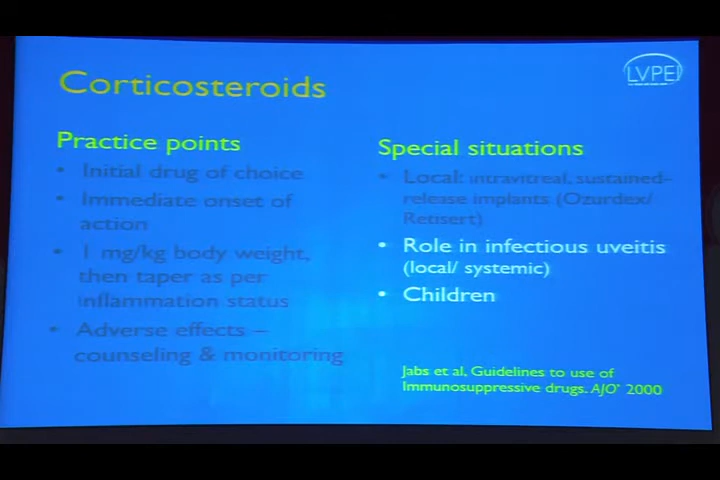 Corticosteroids
LVPEI
Practice points
• Initial drug of choice
• Immediate onset of
action
• 1 mg/kg body weight,
then taper as per
inflammation status
• Adverse effects –
counseling & monitoring
Special situations
• Local: intravitreal, sustained-
release implants (Ozurdex/
Retisert)
• Role in infectious uveitis
(local/ systemic)
• Children
Jabs et al, Guidelines to use of
Immunosuppressive drugs. AJO' 2000